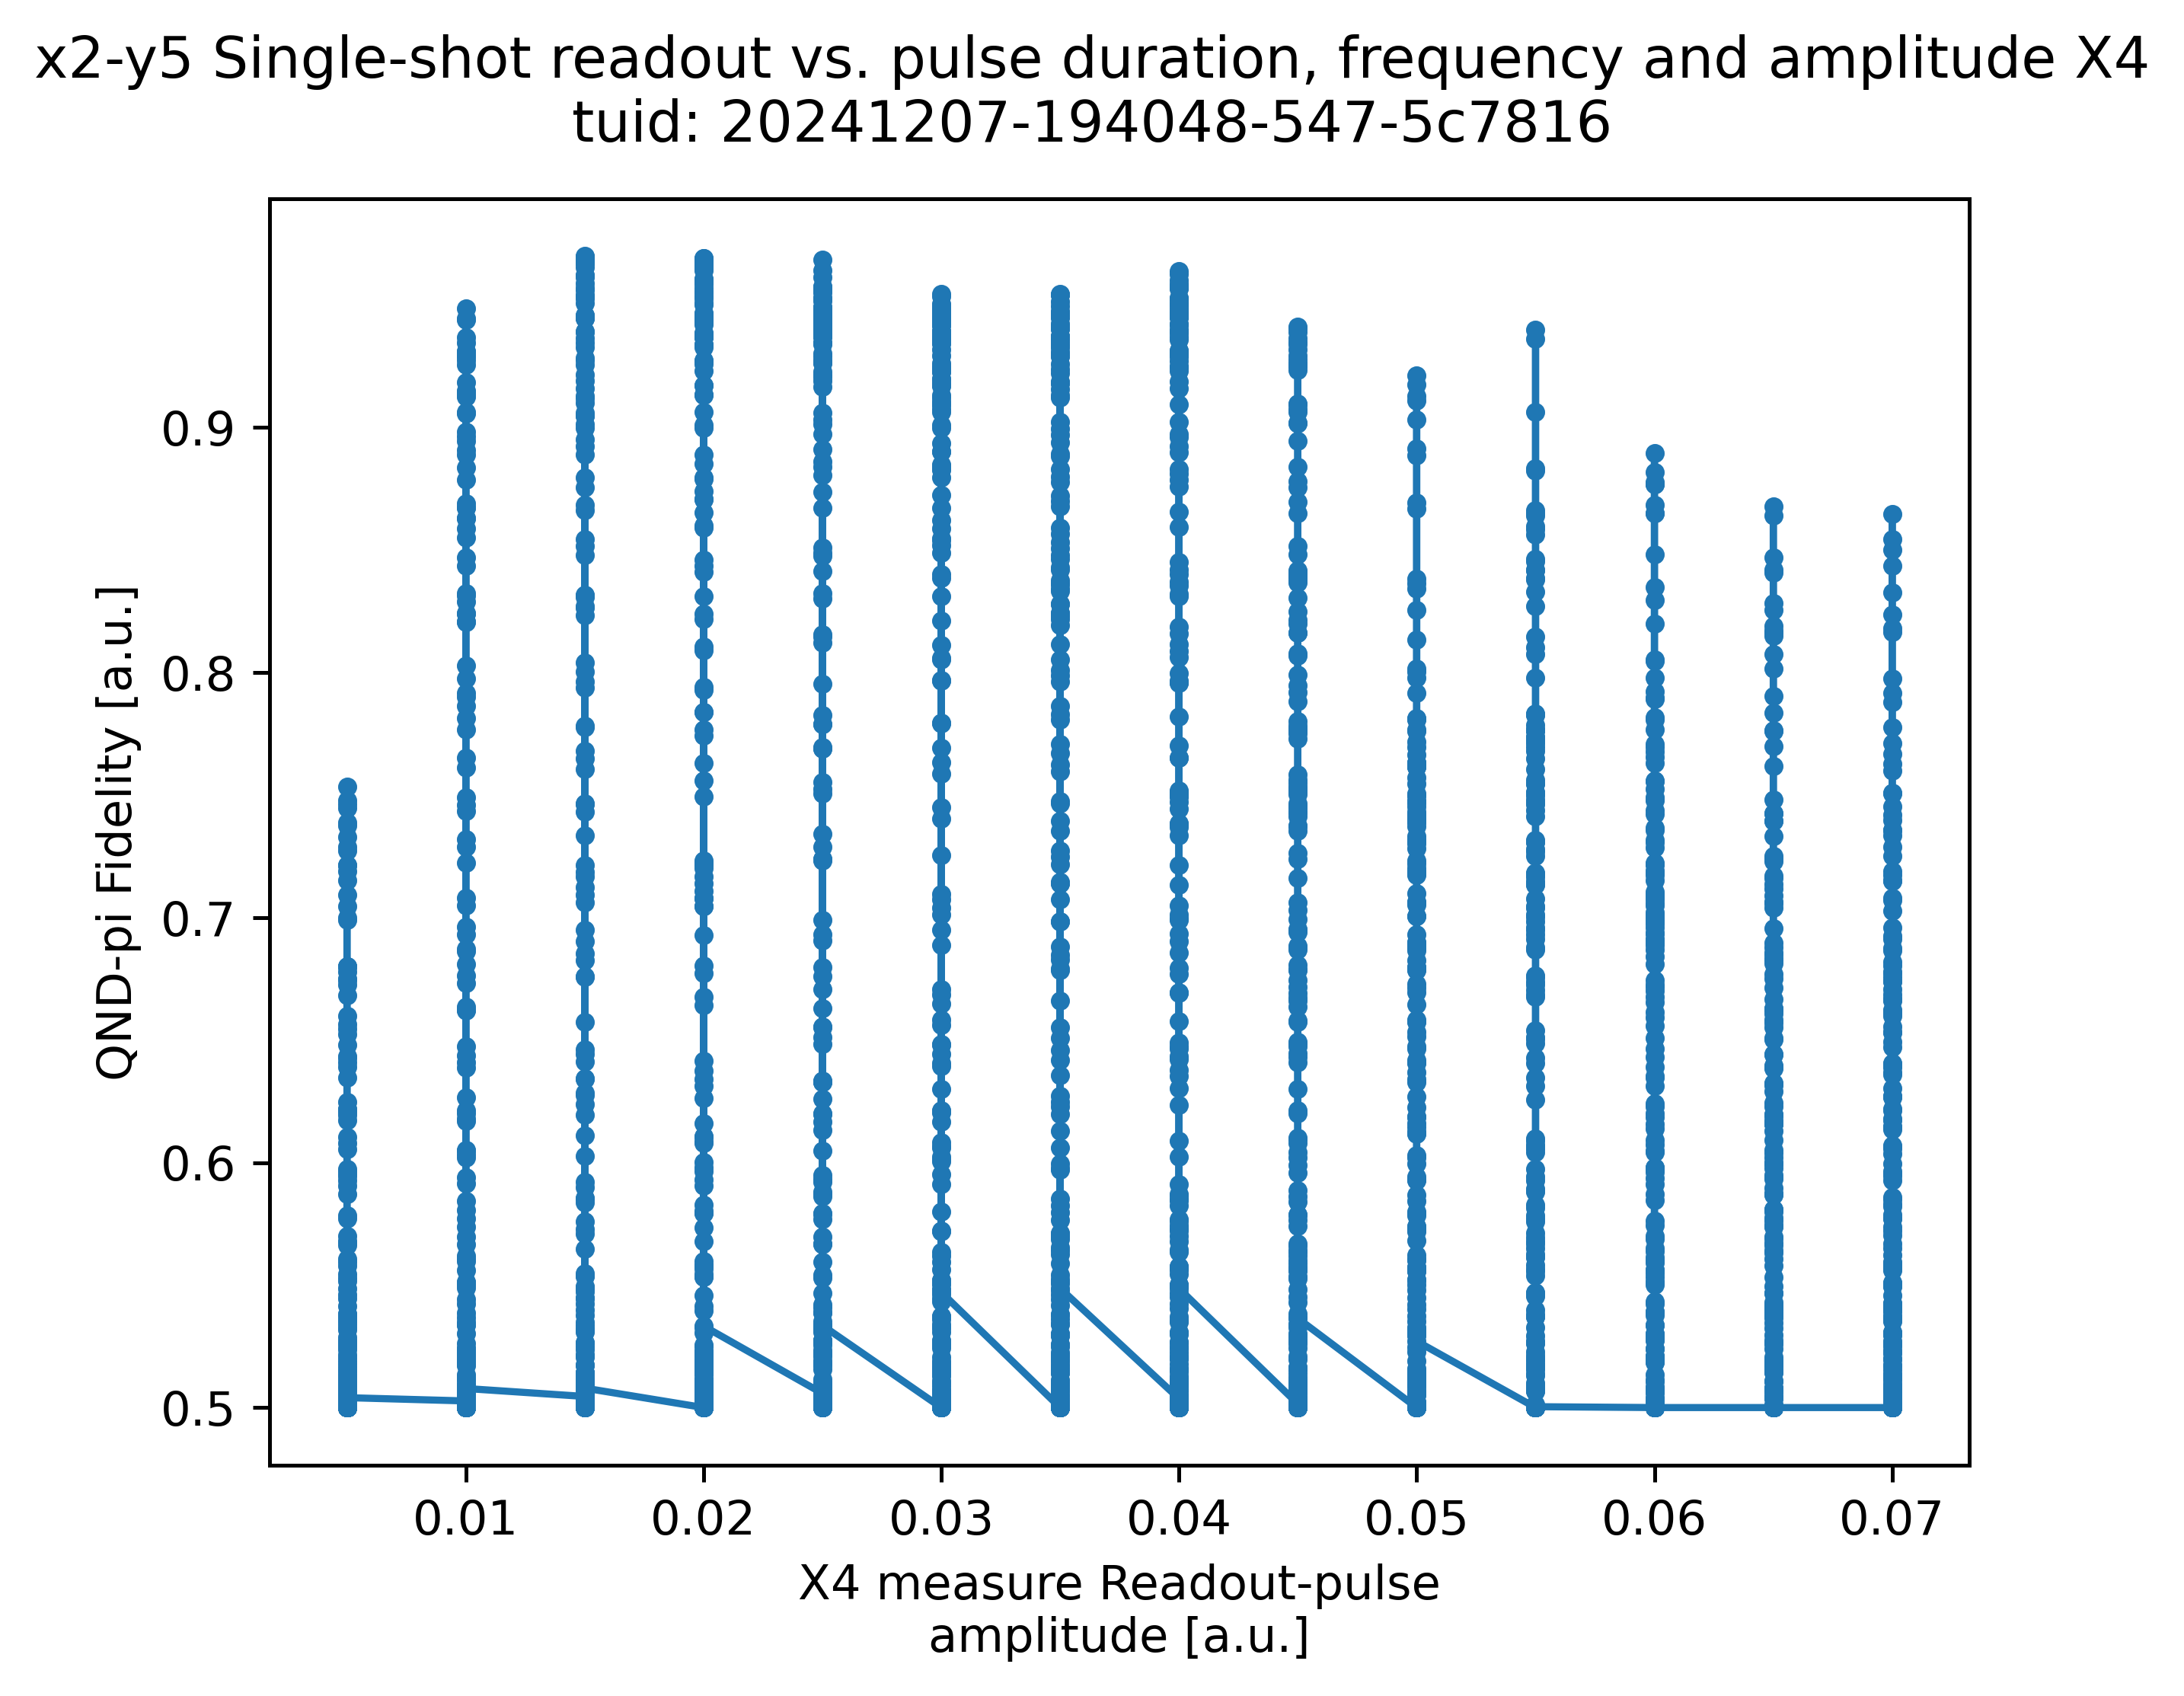 x2-y5 Single-shot readout vs. pulse duration, frequency and amplitude X4
tuid: 20241207-194048-547-5c7816
QND-pi Fidelity [a.u.]
0.9
0.8
0.7
0.6
0.5
0.01 0.02 0.03 0.04 0.05 0.06 0.07
X4 measure Readout-pulse
amplitude [a.u.]